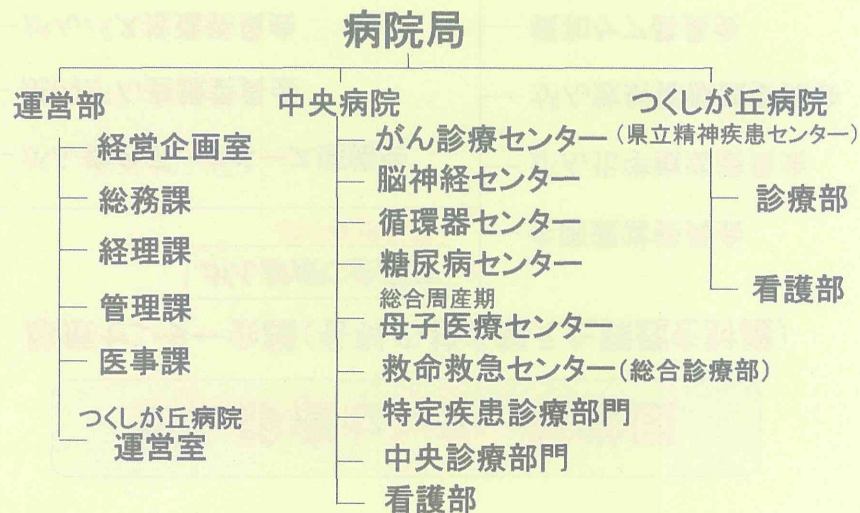 病院局
運営部
経営企画室
総務課
経理課
管理課
医事課
つくしが丘病院
運営室
中央病院
がん診療センター
脳神経センター
循環器センター
糖尿病センター
総合周産期
母子医療センター
救命救急センター(総合診療部)
特定疾患診療部門
中央診療部門
看護部
つくしが丘病院
(県立精神疾患センター)
診療部
看護部